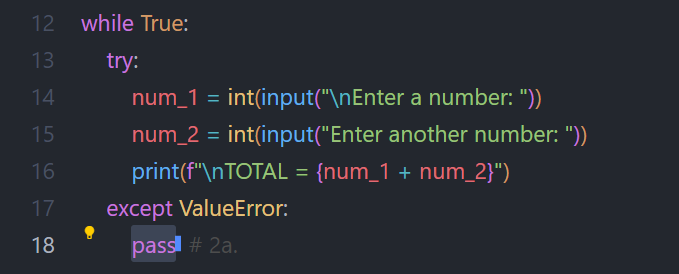 12 while True:
13 try:
14 num_1 = int(input("\nEnter a number: "))
15 num_2 = int(input("Enter another number: "))
16 print(f"\nTOTAL = {num_1 + num_2}")
17 except ValueError:
18 pass # 2a.